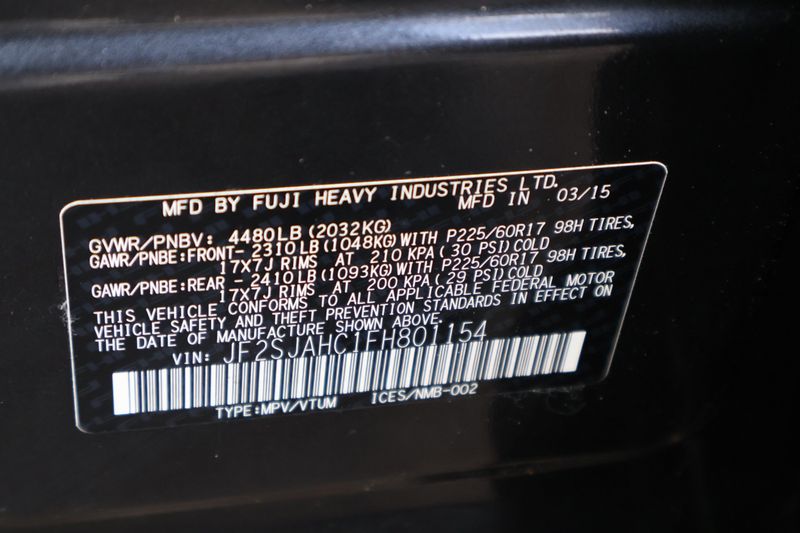 MFD BY FUJI HEAVY INDUSTRIES LTD.
MFD IN 03/15
GVWR/PNBV: 4480LB(2032KG)
GAWR/PNBE:FRONT- 2310LB(1048KG)WITH P225/60R17 98H TIRES,
17X7J RIMS AT 210 KPA(30 PSI)COLD
GAWR/PNBE:REAR - 2410LB(1093KG)WITH P225/60R17 98H TIRES,
17X7J RIMS AT 200 KPA(29 PSI)COLD
THIS VEHICLE CONFORMS TO ALL APPLICABLE FEDERAL MOTOR
VEHICLE SAFETY AND THEFT PREVENTION STANDARDS IN EFFECT ON
THE DATE OF MANUFACTURE SHOWN ABOVE.
VIN: JF2SJAHC1FH801154
TYPE:MPV/VTUM ICES/NMB-002